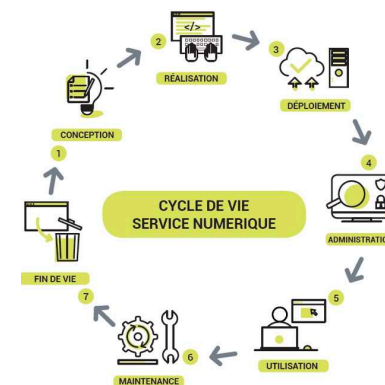 2
</>
RÉALISATION
3
DÉPLOIEMENT
4
ADMINISTRATIO
5
UTILISATION
6
MAINTENANCE
7
FIN DE VIE
CONCEPTION
1
CYCLE DE VIE
SERVICE NUMERIQUE